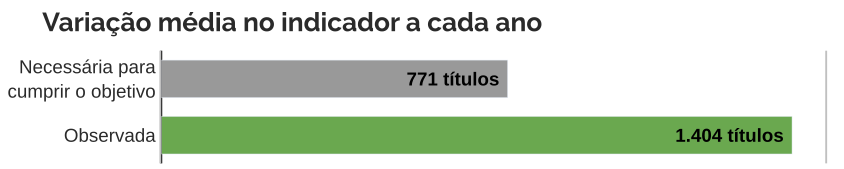 Variação média no indicador a cada ano
Necessária para
cumprir o objetivo
771 títulos
Observada
1.404 títulos